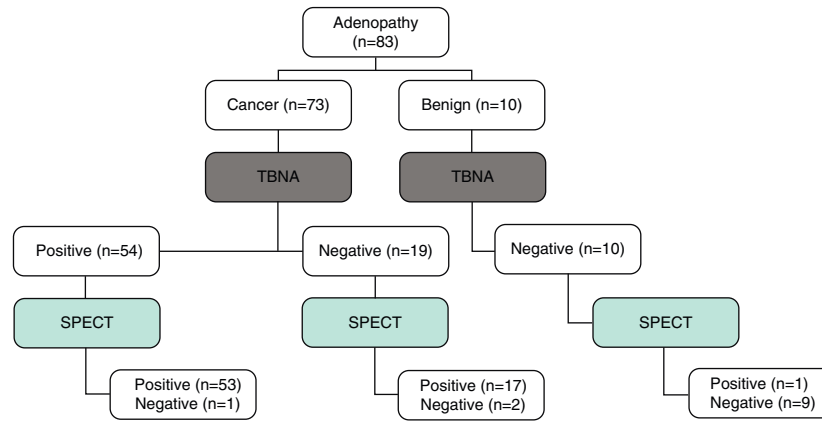 Adenopathy
(n=83)
Cancer (n=73)
Benign (n=10)
TBNA
TBNA
Positive (n=54)
Negative (n=19)
Negative (n=10)
SPECT
SPECT
SPECT
Positive (n=53)
Negative (n=1)
Positive (n=17)
Negative (n=2)
Positive (n=1)
Negative (n=9)